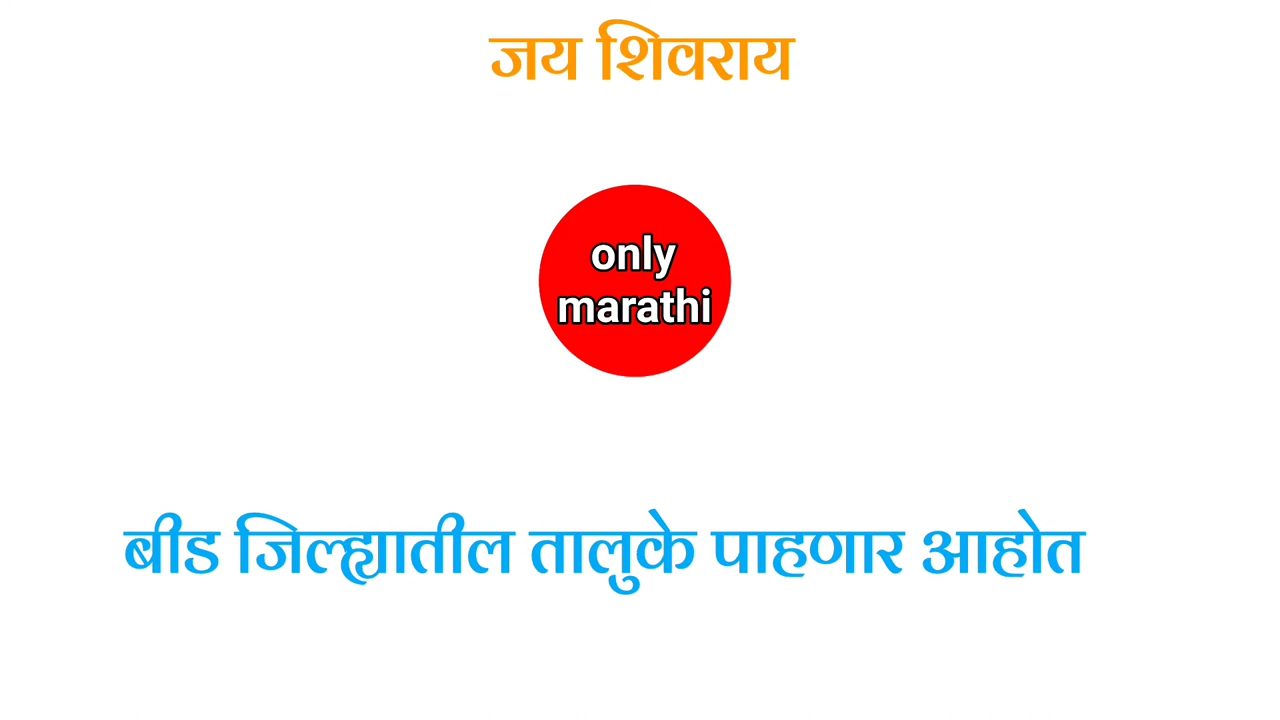 जय शिवराय
only
marathi
बीड जिल्ह्यातील तालुके पाहणार आहोत